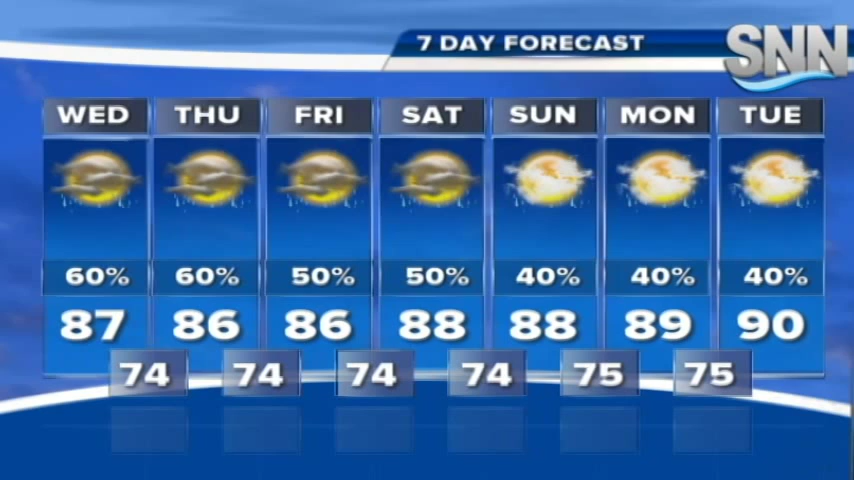 7 DAY FORECAST
SNN
WED THU FRI SAT SUN MON TUE
60% 60% 50% 50% 40% 40% 40%
87 86 86 88 88 89 90
74 74 74 74 75 75